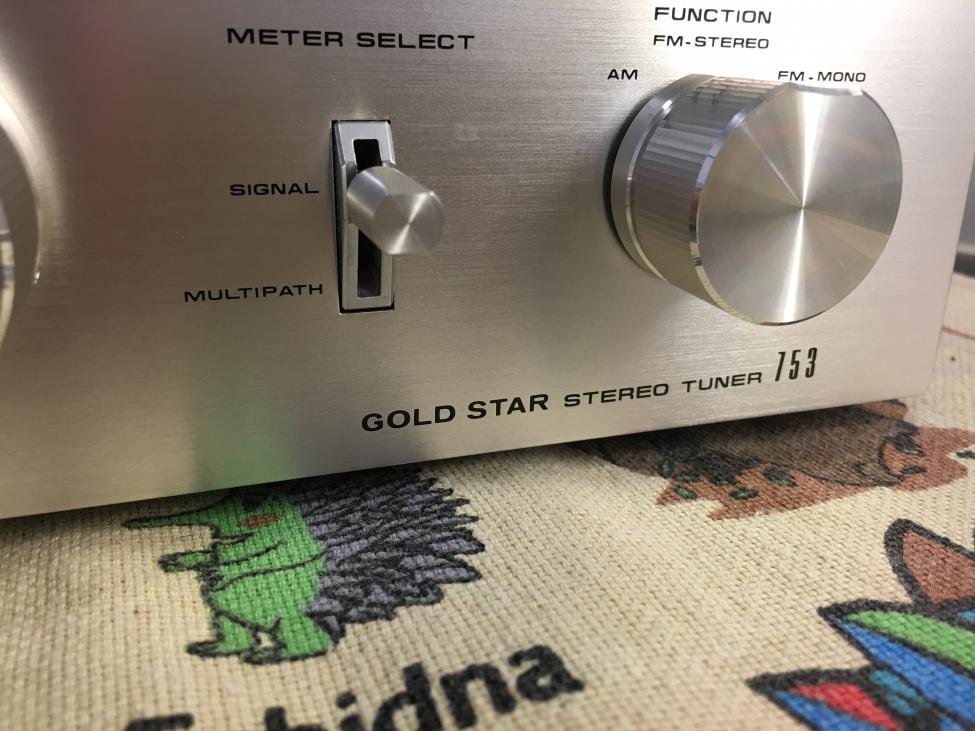 METER SELECT
FUNCTION
FM-STEREO
AM
FM-MONO
SIGNAL
MULTIPATH
GOLD STAR STEREO TUNER 753